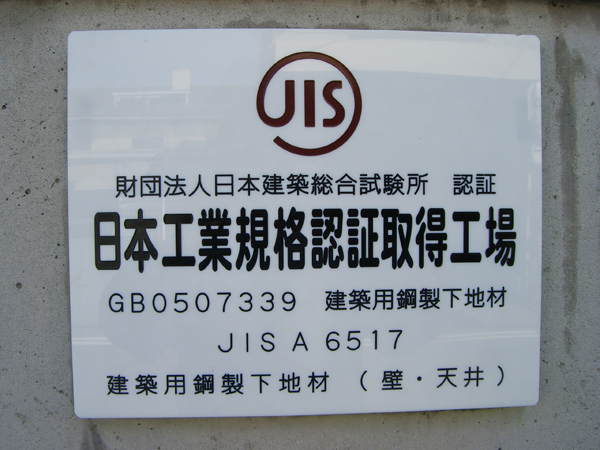 JIS
財団法人日本建築総合試験所 認証
日本工業規格認証取得工場
GB0507339 建築用鋼製下地材
JIS A 6517
建築用鋼製下地材 (壁・天井)